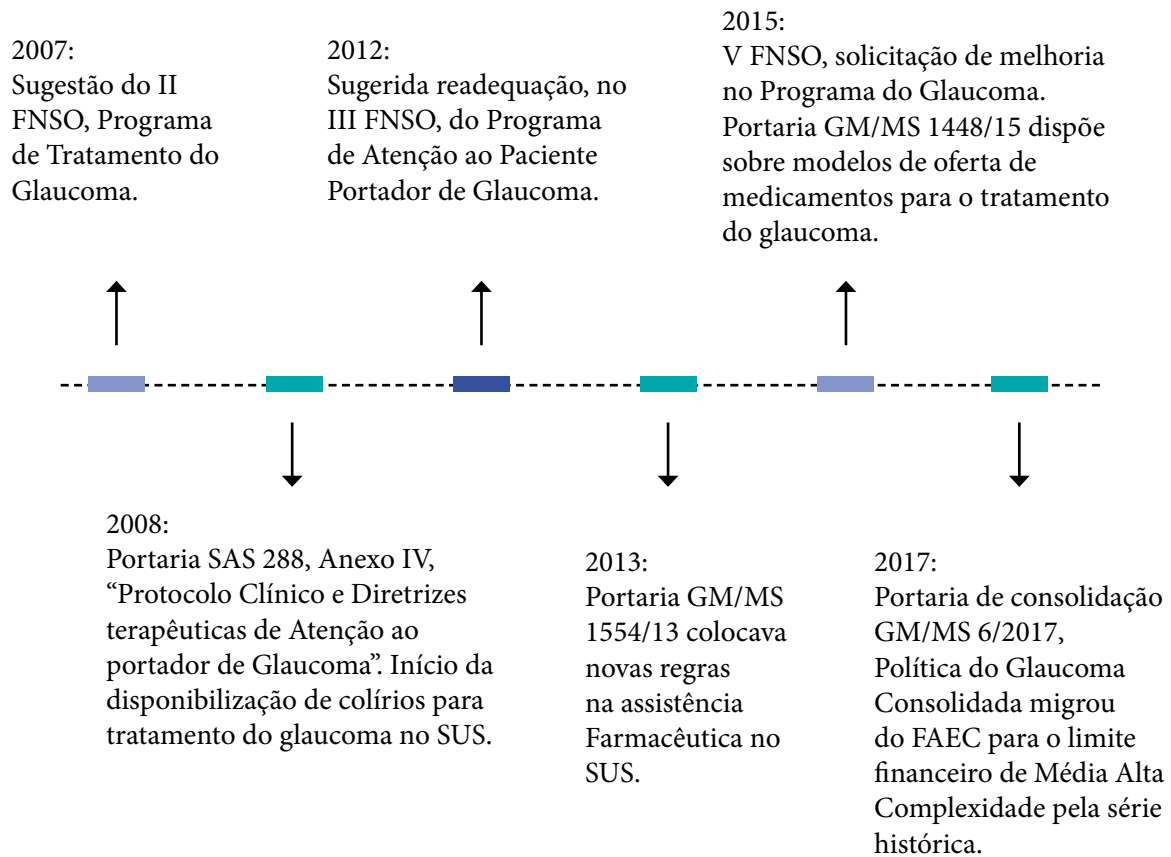 2007:
Sugestão do II
FNSO, Programa
de Tratamento do
Glaucoma.
2012:
Sugerida readequação, no
III FNSO, do Programa
de Atenção ao Paciente
Portador de Glaucoma.
2015:
V FNSO, solicitação de melhoria
no Programa do Glaucoma.
Portaria GM/MS 1448/15 dispõe
sobre modelos de oferta de
medicamentos para o tratamento
do glaucoma.
2008:
Portaria SAS 288, Anexo IV,
“Protocolo Clínico e Diretrizes
terapêuticas de Atenção ao
portador de Glaucoma”. Início da
disponibilização de colírios para
tratamento do glaucoma no SUS.
2013:
Portaria GM/MS
1554/13 colocava
novas regras
na assistência
Farmacêutica no
SUS.
2017:
Portaria de consolidação
GM/MS 6/2017,
Política do Glaucoma
Consolidada migrou
do FAEC para o limite
financeiro de Média Alta
Complexidade pela série
histórica.